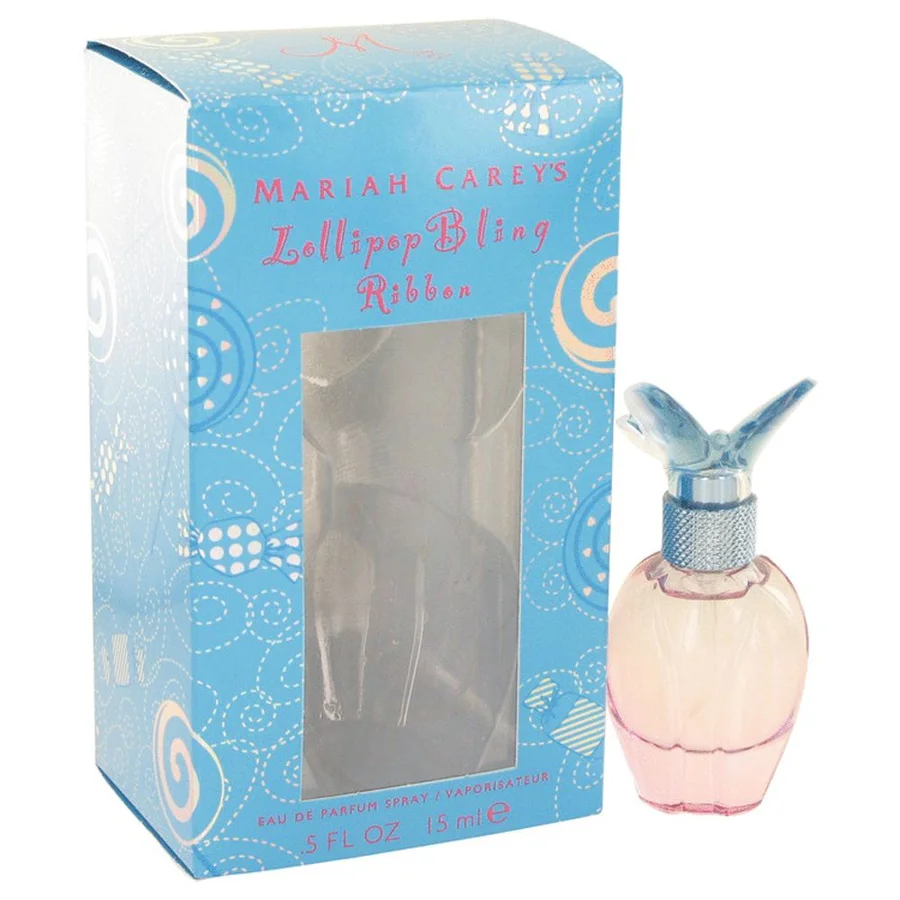 M
MARIAH CAREY'S
Lollipop Bling
Ribbon
EAU DE PARFUM SPRAY / VAPORISATEUR
.5 FL OZ 15 ml ℮